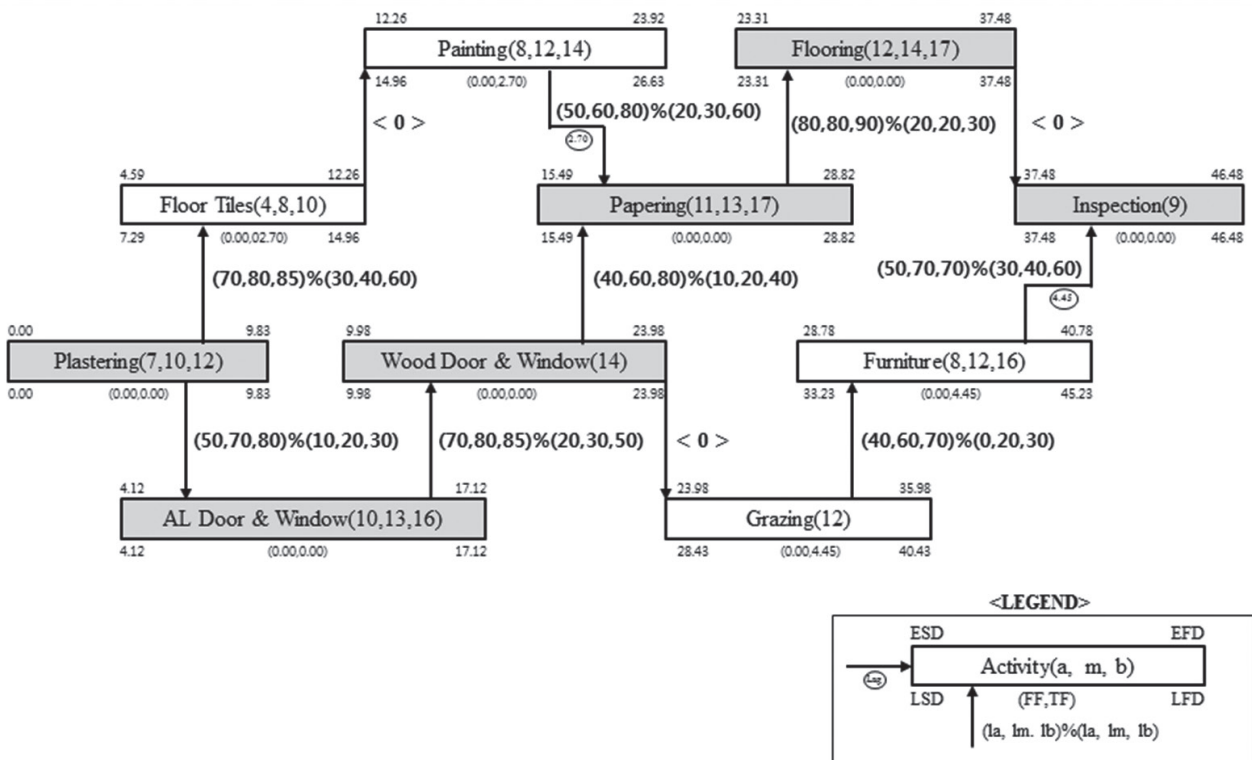 12.26 23.92
Painting(8,12,14)
14.96 (0.00,2.70) 26.63
23.31 37.48
Flooring(12,14,17)
23.31 (0.00,0.00) 37.48
< 0 >
(50,60,80)%(20,30,60)
2.70
(80,80,90)%(20,20,30)
< 0 >
4.59 12.26
Floor Tiles(4,8,10)
7.29 (0.00,02.70) 14.96
15.49 28.82
Papering(11,13,17)
15.49 (0.00,0.00) 28.82
37.48 46.48
Inspection(9)
37.48 (0.00,0.00) 46.48
(70,80,85)%(30,40,60)
(40,60,80)%(10,20,40)
(50,70,70)%(30,40,60)
4.45
0.00 9.83
Plastering(7,10,12)
0.00 (0.00,0.00) 9.83
9.98 23.98
Wood Door & Window(14)
9.98 (0.00,0.00) 23.98
28.78 40.78
Furniture(8,12,16)
33.23 (0.00,4.45) 45.23
(50,70,80)%(10,20,30)
(70,80,85)%(20,30,50)
< 0 >
(40,60,70)%(0,20,30)
4.12 17.12
AL Door & Window(10,13,16)
4.12 (0.00,0.00) 17.12
23.98 35.98
Grazing(12)
28.43 (0.00,4.45) 40.43
<LEGEND>
ESD EFD
Activity(a, m, b)
Lag
LSD (FF,TF) LFD
(la, lm. lb)%(la, lm, lb)